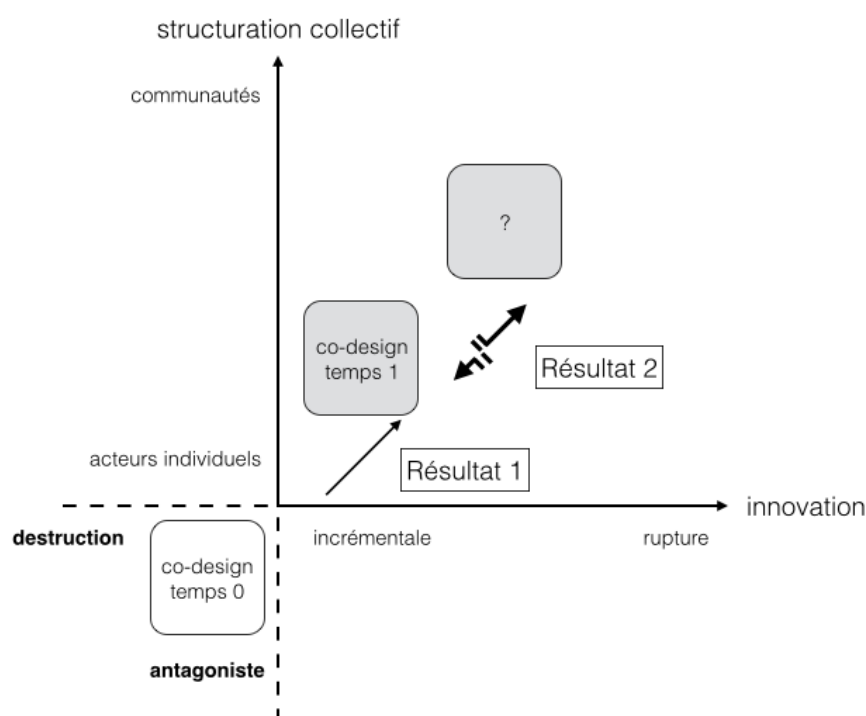 structuration collectif
communautés
?
co-design
temps 1
Résultat 2
acteurs individuels
Résultat 1
innovation
destruction
incrémentale
rupture
co-design
temps 0
antagoniste